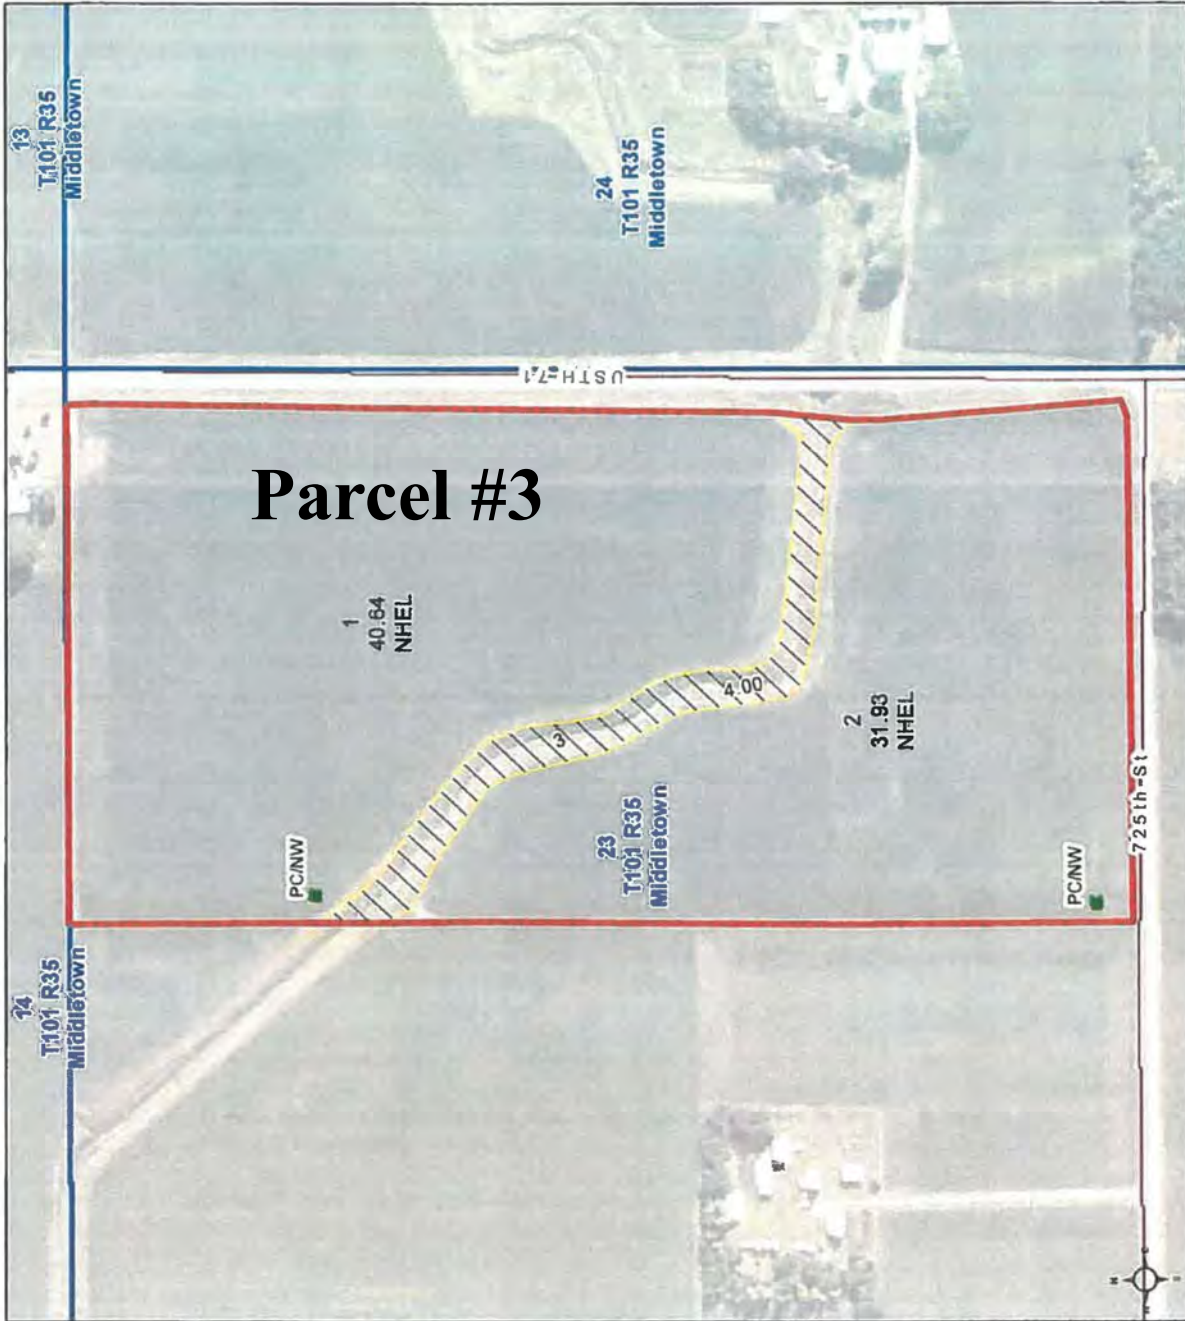 13
T101 R35
Middletown
24
T101 R35
Middletown
USTH-71
Parcel #3
1
40.64
NHEL
3
4.00
2
31.93
NHEL
PC/NW
23
T101 R35
Middletown
PC/NW
725th-St
14
T101 R35
Middletown
N
E
S